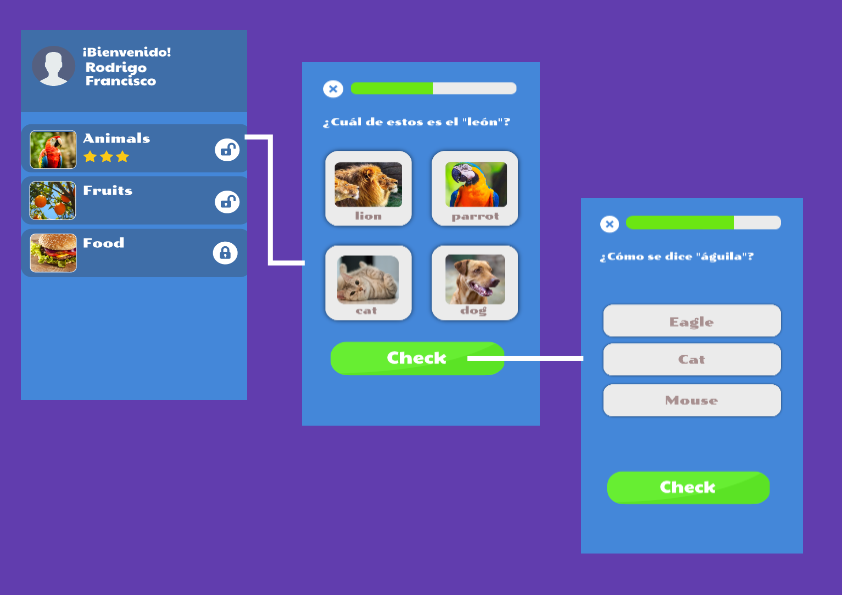 ¡Bienvenido!
Rodrigo
Francisco
Animals
Fruits
Food
¿Cuál de estos es el "león"?
lion
parrot
cat
dog
Check
¿Cómo se dice "águila"?
Eagle
Cat
Mouse
Check